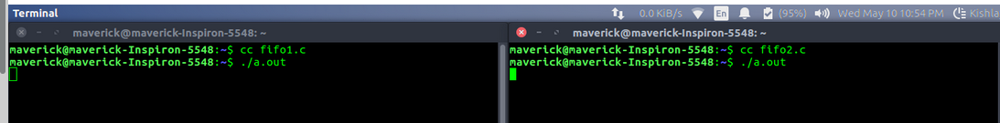 Terminal
0.0 KiB/s En (95%) Wed May 10 10:54 PM Kishla
maverick@maverick-Inspiron-5548: ~
maverick@maverick-Inspiron-5548:~$ cc fifo1.c
maverick@maverick-Inspiron-5548:~$ ./a.out
maverick@maverick-Inspiron-5548: ~
maverick@maverick-Inspiron-5548:~$ cc fifo2.c
maverick@maverick-Inspiron-5548:~$ ./a.out